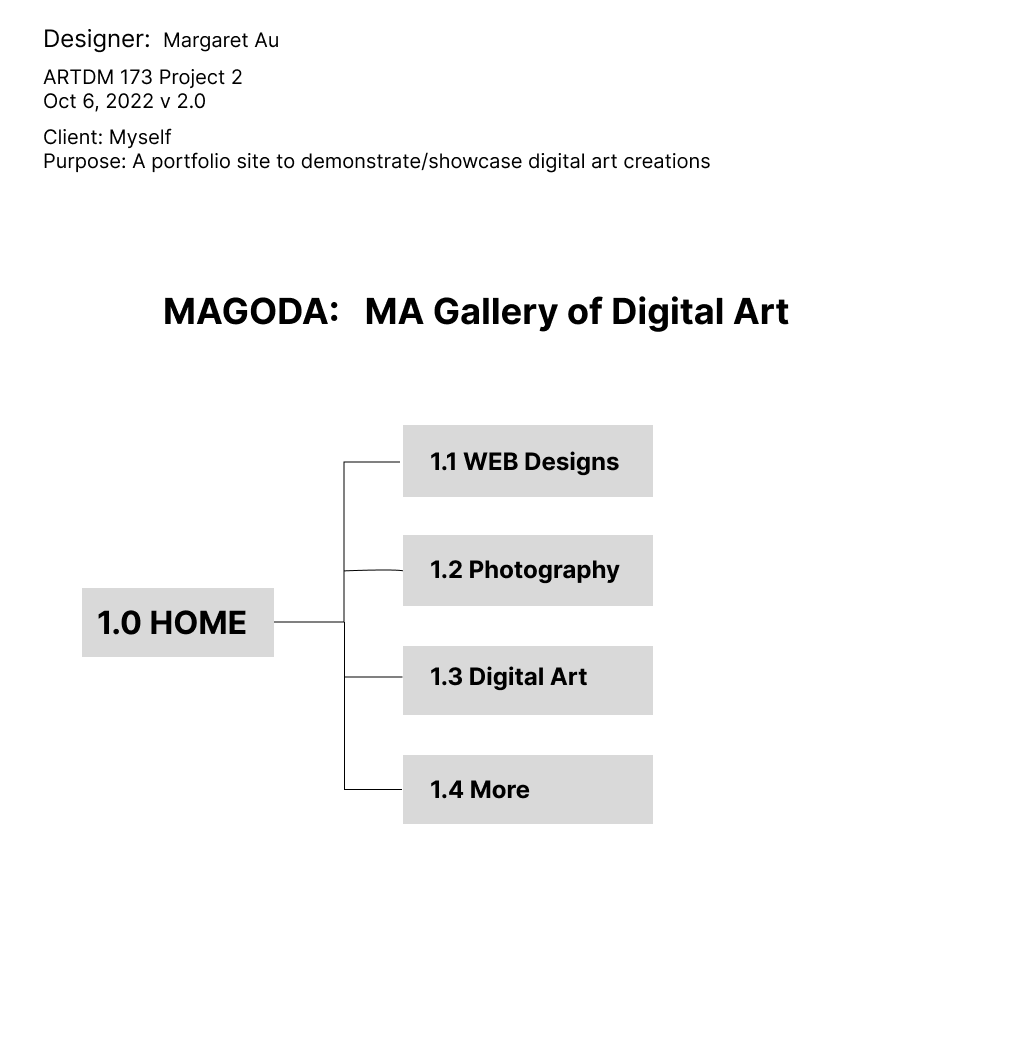 Designer: Margaret Au
ARTDM 173 Project 2
Oct 6, 2022 v 2.0
Client: Myself
Purpose: A portfolio site to demonstrate/showcase digital art creations
MAGODA: MA Gallery of Digital Art
1.1 WEB Designs
1.2 Photography
1.0 HOME
1.3 Digital Art
1.4 More